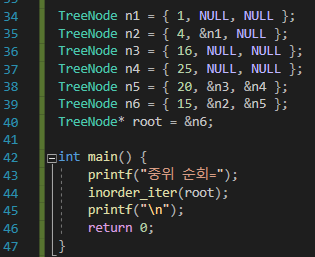 34 TreeNode n1 = { 1, NULL, NULL };
35 TreeNode n2 = { 4, &n1, NULL };
36 TreeNode n3 = { 16, NULL, NULL };
37 TreeNode n4 = { 25, NULL, NULL };
38 TreeNode n5 = { 20, &n3, &n4 };
39 TreeNode n6 = { 15, &n2, &n5 };
40 TreeNode* root = &n6;
41
42 int main() {
43 printf("중위 순회=");
44 inorder_iter(root);
45 printf("\n");
46 return 0;
47 }